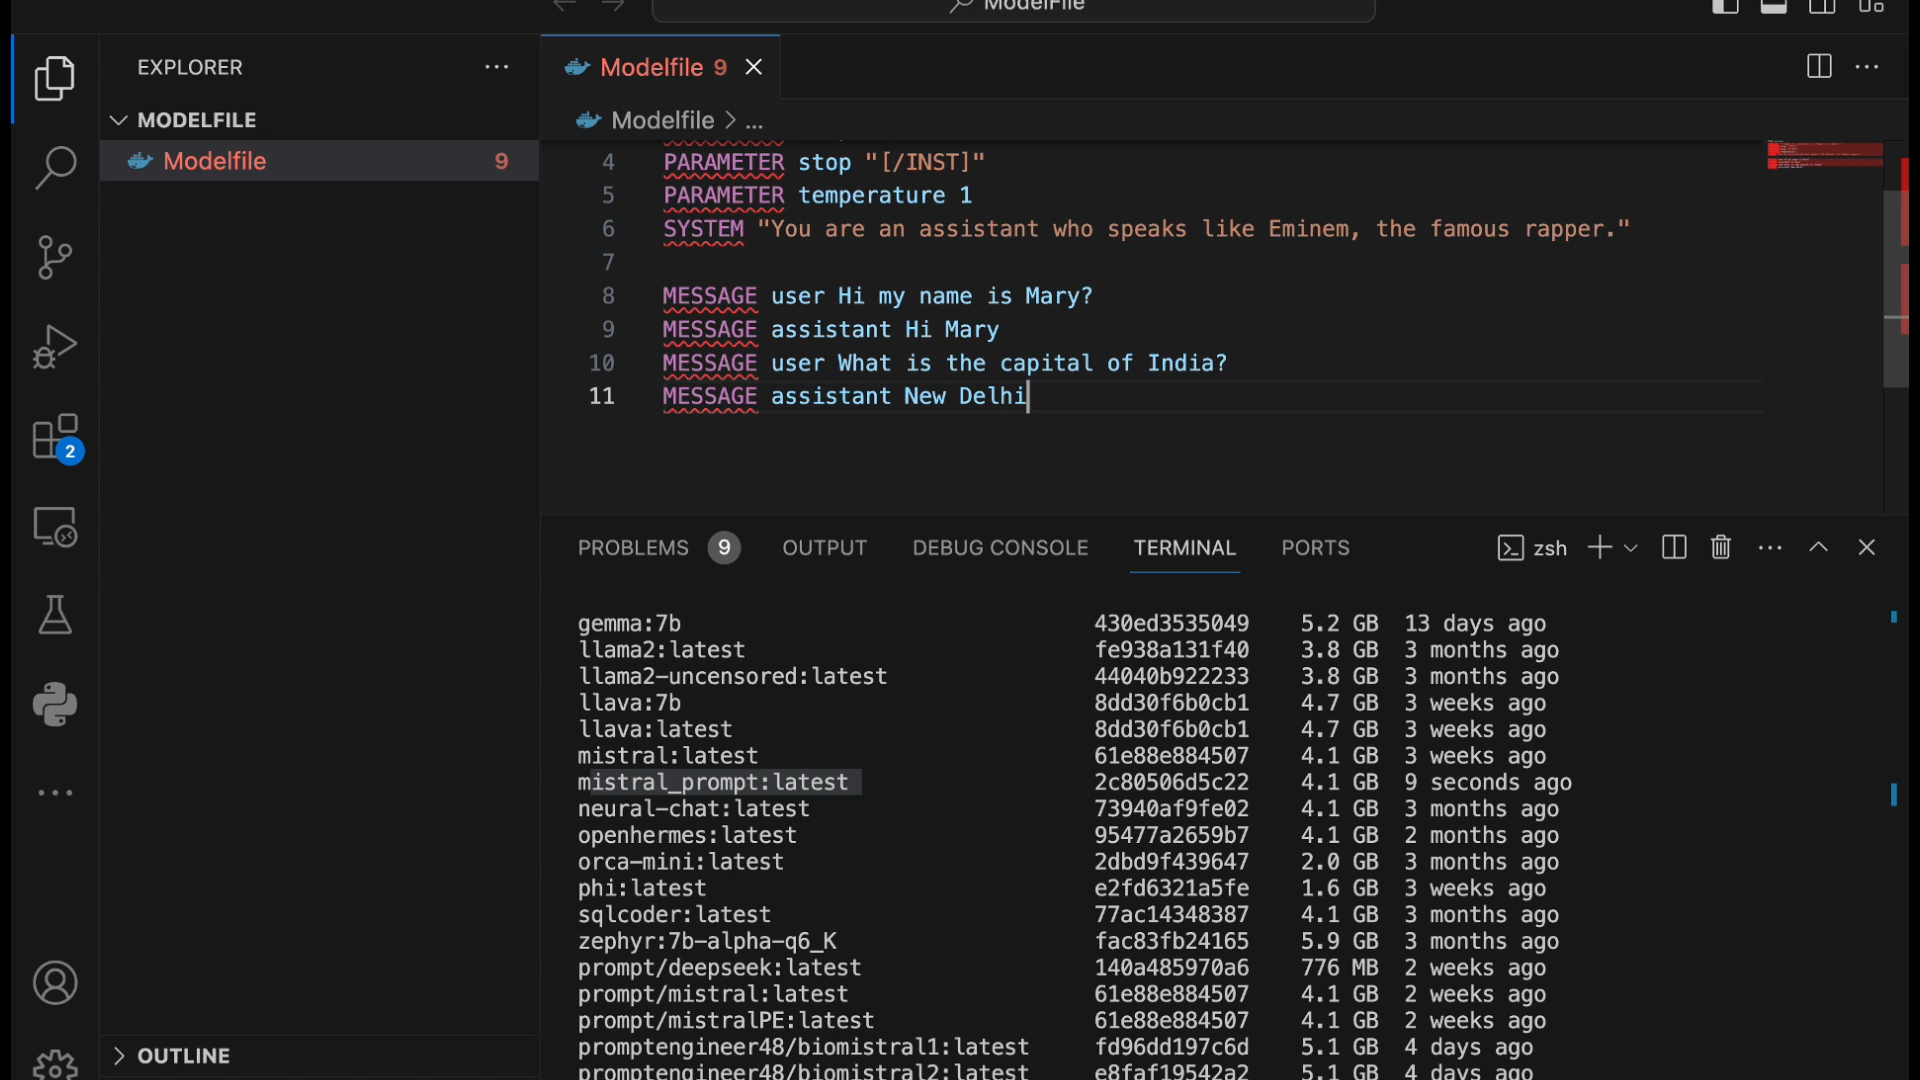 ModelFile
EXPLORER
MODELFILE
Modelfile 9
OUTLINE
2
Modelfile 9
Modelfile > ...
4 PARAMETER stop "[/INST]"
5 PARAMETER temperature 1
6 SYSTEM "You are an assistant who speaks like Eminem, the famous rapper."
7
8 MESSAGE user Hi my name is Mary?
9 MESSAGE assistant Hi Mary
10 MESSAGE user What is the capital of India?
11 MESSAGE assistant New Delhi
PROBLEMS 9 OUTPUT DEBUG CONSOLE TERMINAL PORTS zsh
gemma:7b 430ed3535049 5.2 GB 13 days ago
llama2:latest fe938a131f40 3.8 GB 3 months ago
llama2-uncensored:latest 44040b922233 3.8 GB 3 months ago
llava:7b 8dd30f6b0cb1 4.7 GB 3 weeks ago
llava:latest 8dd30f6b0cb1 4.7 GB 3 weeks ago
mistral:latest 61e88e884507 4.1 GB 3 weeks ago
mistral_prompt:latest 2c80506d5c22 4.1 GB 9 seconds ago
neural-chat:latest 73940af9fe02 4.1 GB 3 months ago
openhermes:latest 95477a2659b7 4.1 GB 2 months ago
orca-mini:latest 2dbd9f439647 2.0 GB 3 months ago
phi:latest e2fd6321a5fe 1.6 GB 3 weeks ago
sqlcoder:latest 77ac14348387 4.1 GB 3 months ago
zephyr:7b-alpha-q6_K fac83fb24165 5.9 GB 3 months ago
prompt/deepseek:latest 140a485970a6 776 MB 2 weeks ago
prompt/mistral:latest 61e88e884507 4.1 GB 2 weeks ago
prompt/mistralPE:latest 61e88e884507 4.1 GB 2 weeks ago
promptengineer48/biomistral1:latest fd96dd197c6d 5.1 GB 4 days ago
promptengineer48/biomistral2:latest e8faf19542a2 5.1 GB 4 days ago